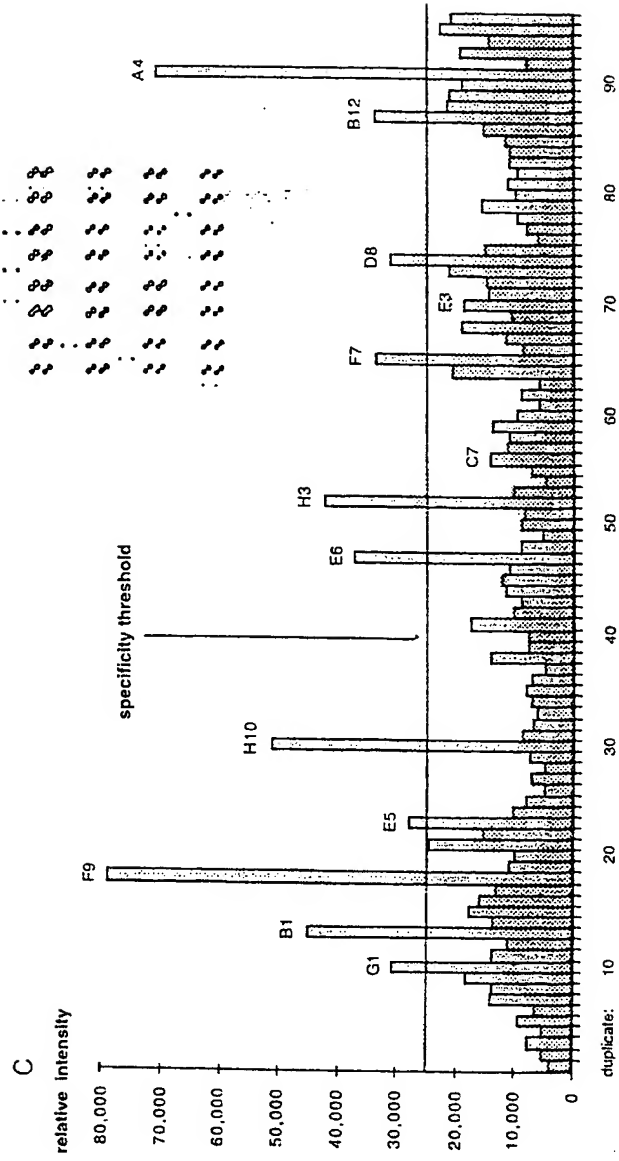 C
relative intensity
80,000
70,000
60,000
50,000
40,000
30,000
20,000
10,000
0
specificity threshold
G1
B1
F9
E5
H10
E6
H3
C7
F7
E3
D8
B12
A4
duplicate:
10
20
30
40
50
60
70
80
90